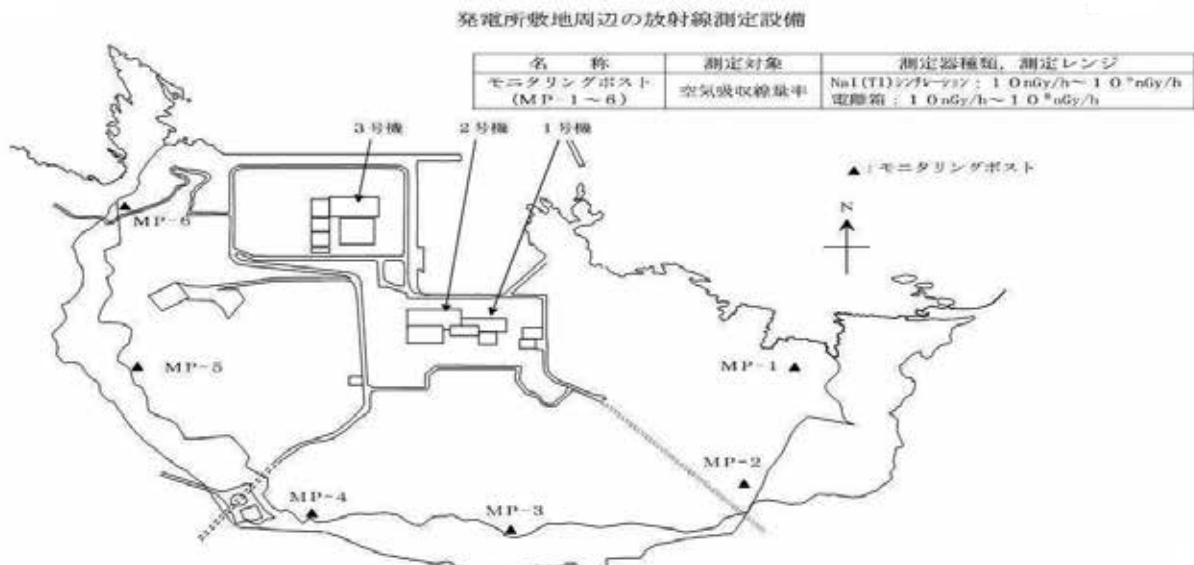 発電所敷地周辺の放射線測定設備
名　称　測定対象　測定器種類，測定レンジ
モニタリングポスト
(MP－1～6)
空気吸収線量率
NaI(Tl)シンチレーション：10nGy/h～10⁵nGy/h
電離箱：10nGy/h～10⁸nGy/h
3号機　2号機　1号機
▲：モニタリングポスト
N
MP－6
MP－5
MP－1
MP－2
MP－4
MP－3